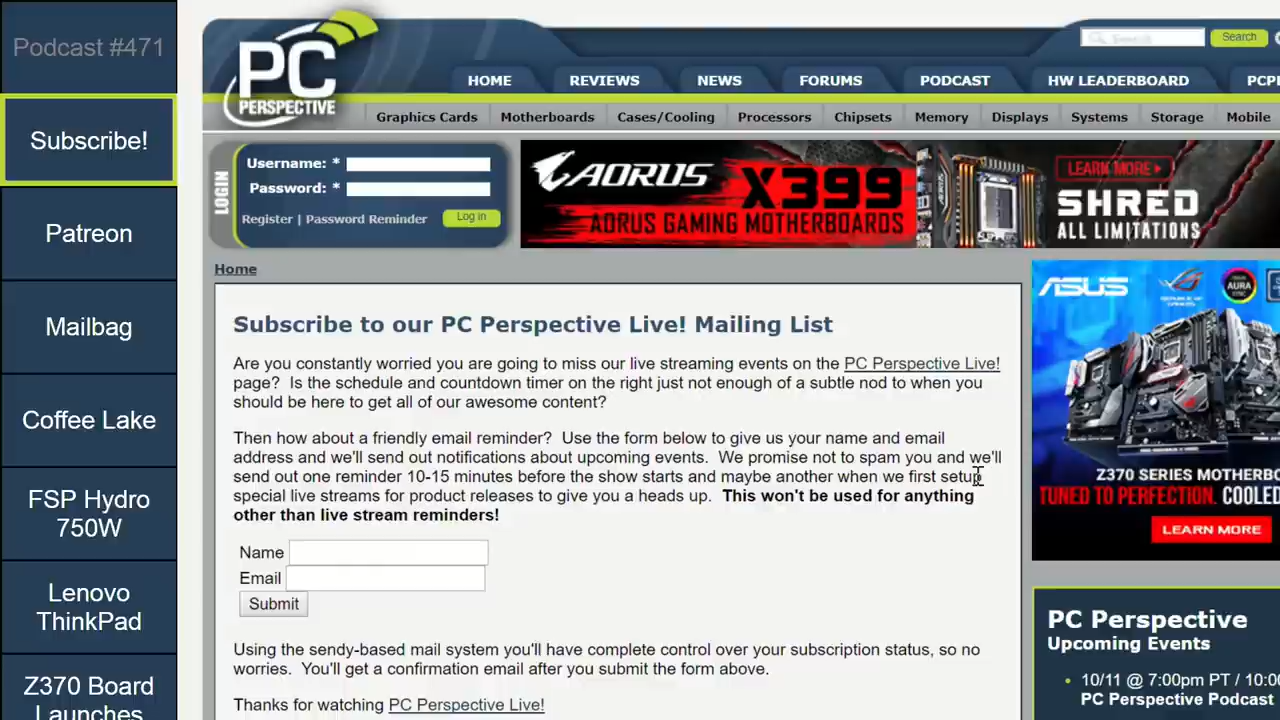 Podcast #471
Subscribe!
Patreon
Mailbag
Coffee Lake
FSP Hydro
750W
Lenovo
ThinkPad
Z370 Board
Launches
PC
PERSPECTIVE
Search
Search
HOME
REVIEWS
NEWS
FORUMS
PODCAST
HW LEADERBOARD
PCP
Graphics Cards
Motherboards
Cases/Cooling
Processors
Chipsets
Memory
Displays
Systems
Storage
Mobile
LOGIN
Username: *
Password: *
Register | Password Reminder
Log in
AORUS
X399
AORUS GAMING MOTHERBOARDS
LEARN MORE
SHRED
ALL LIMITATIONS
Home
Subscribe to our PC Perspective Live! Mailing List
Are you constantly worried you are going to miss our live streaming events on the PC Perspective Live!
page? Is the schedule and countdown timer on the right just not enough of a subtle nod to when you
should be here to get all of our awesome content?
Then how about a friendly email reminder? Use the form below to give us your name and email
address and we'll send out notifications about upcoming events. We promise not to spam you and we'll
send out one reminder 10-15 minutes before the show starts and maybe another when we first setup
special live streams for product releases to give you a heads up. This won't be used for anything
other than live stream reminders!
Name
Email
Submit
Using the sendy-based mail system you'll have complete control over your subscription status, so no
worries. You'll get a confirmation email after you submit the form above.
Thanks for watching PC Perspective Live!
ASUS
AURA
Z370 SERIES MOTHERBO
TUNED TO PERFECTION. COOLED
LEARN MORE
PC Perspective
Upcoming Events
10/11 @ 7:00pm PT / 10:00
PC Perspective Podcast